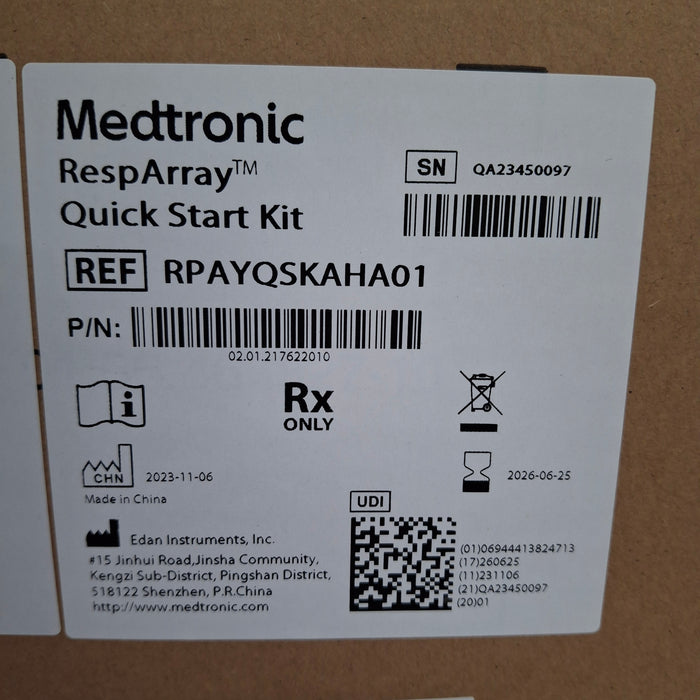 Medtronic
RespArray™
Quick Start Kit
SN QA23450097
REF RPAYQSKAHA01
P/N:
02.01.217622010
i
Rx
ONLY
CHN 2023-11-06
Made in China
2026-06-25
UDI
Edan Instruments, Inc.
#15 Jinhui Road,Jinsha Community,
Kengzi Sub-District, Pingshan District,
518122 Shenzhen, P.R.China
http://www.medtronic.com
(01)06944413824713
(17)260625
(11)231106
(21)QA23450097
(20)01